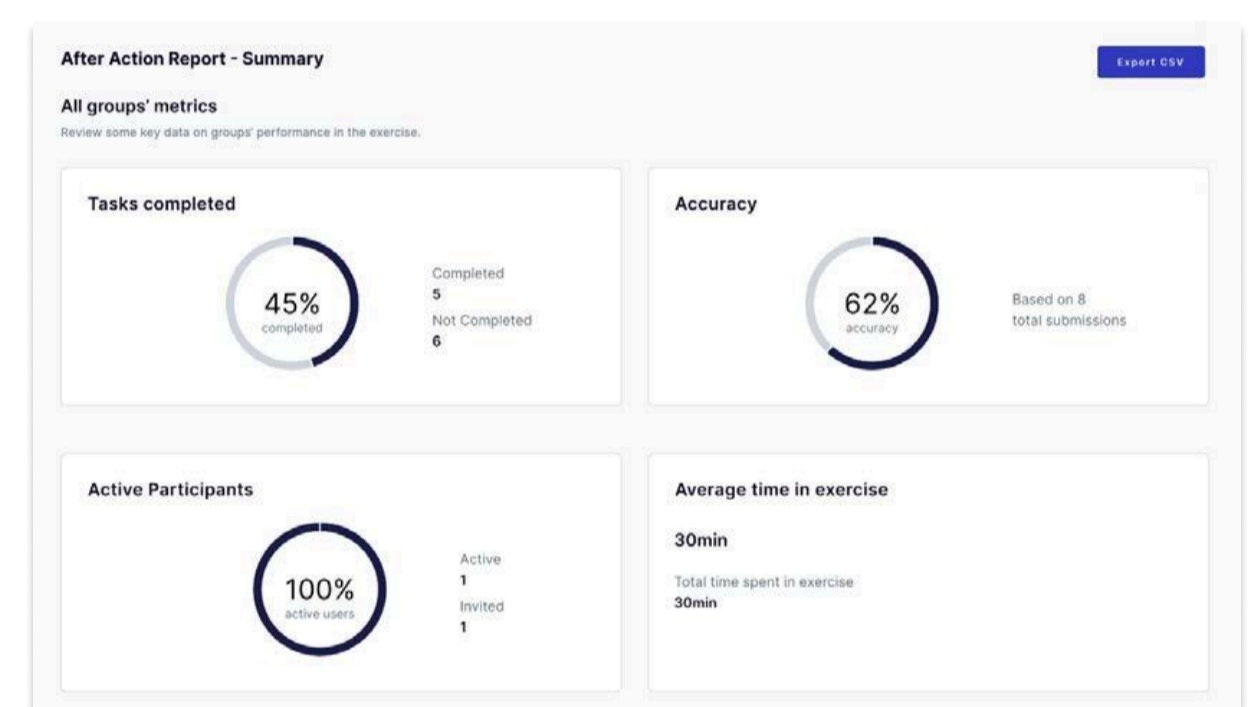 After Action Report - Summary
Export CSV
All groups' metrics
Review some key data on groups' performance in the exercise.
Tasks completed
45%
completed
Completed
5
Not Completed
6
Accuracy
62%
accuracy
Based on 8
total submissions
Active Participants
100%
active users
Active
1
Invited
1
Average time in exercise
30min
Total time spent in exercise
30min